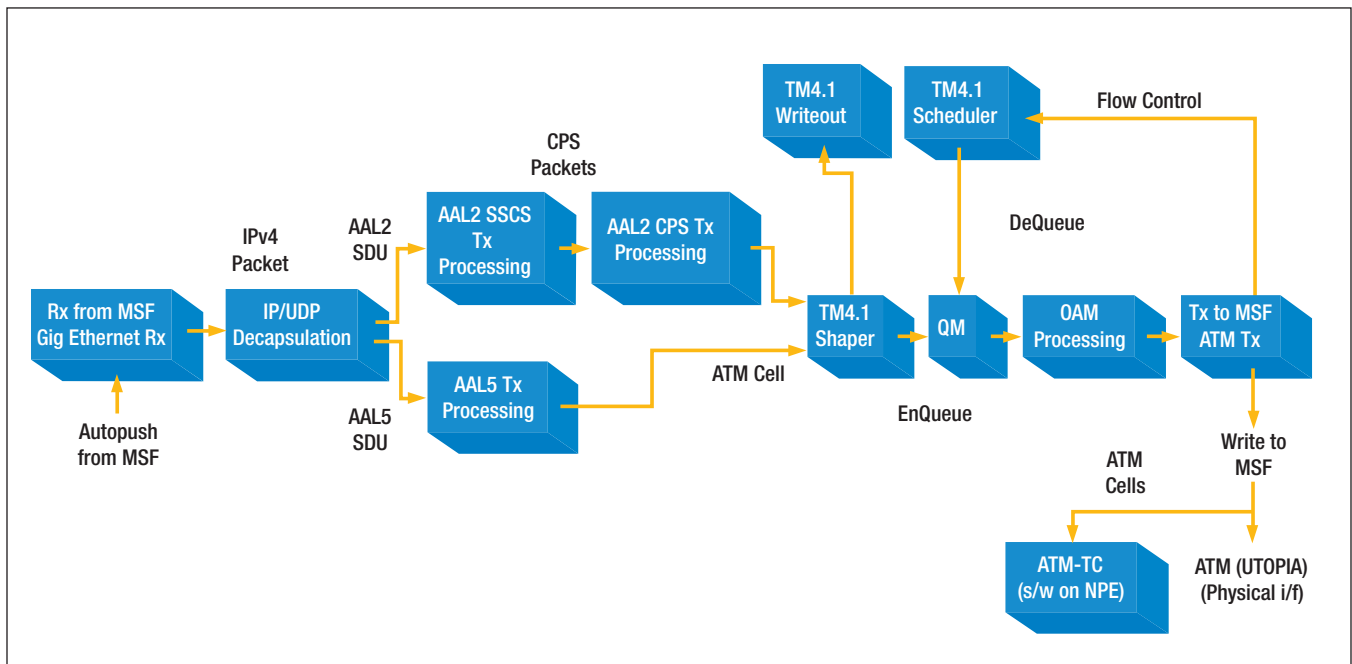 TM4.1
Writeout
TM4.1
Scheduler
Flow Control
CPS
Packets
AAL2
SDU
AAL2 SSCS
Tx
Processing
AAL2 CPS Tx
Processing
DeQueue
IPv4
Packet
Rx from MSF
Gig Ethernet Rx
IP/UDP
Decapsulation
TM4.1
Shaper
QM
OAM
Processing
Tx to MSF
ATM Tx
AAL5 Tx
Processing
ATM Cell
AAL5
SDU
EnQueue
Autopush
from MSF
Write to
MSF
ATM
Cells
ATM-TC
(s/w on NPE)
ATM (UTOPIA)
(Physical i/f)